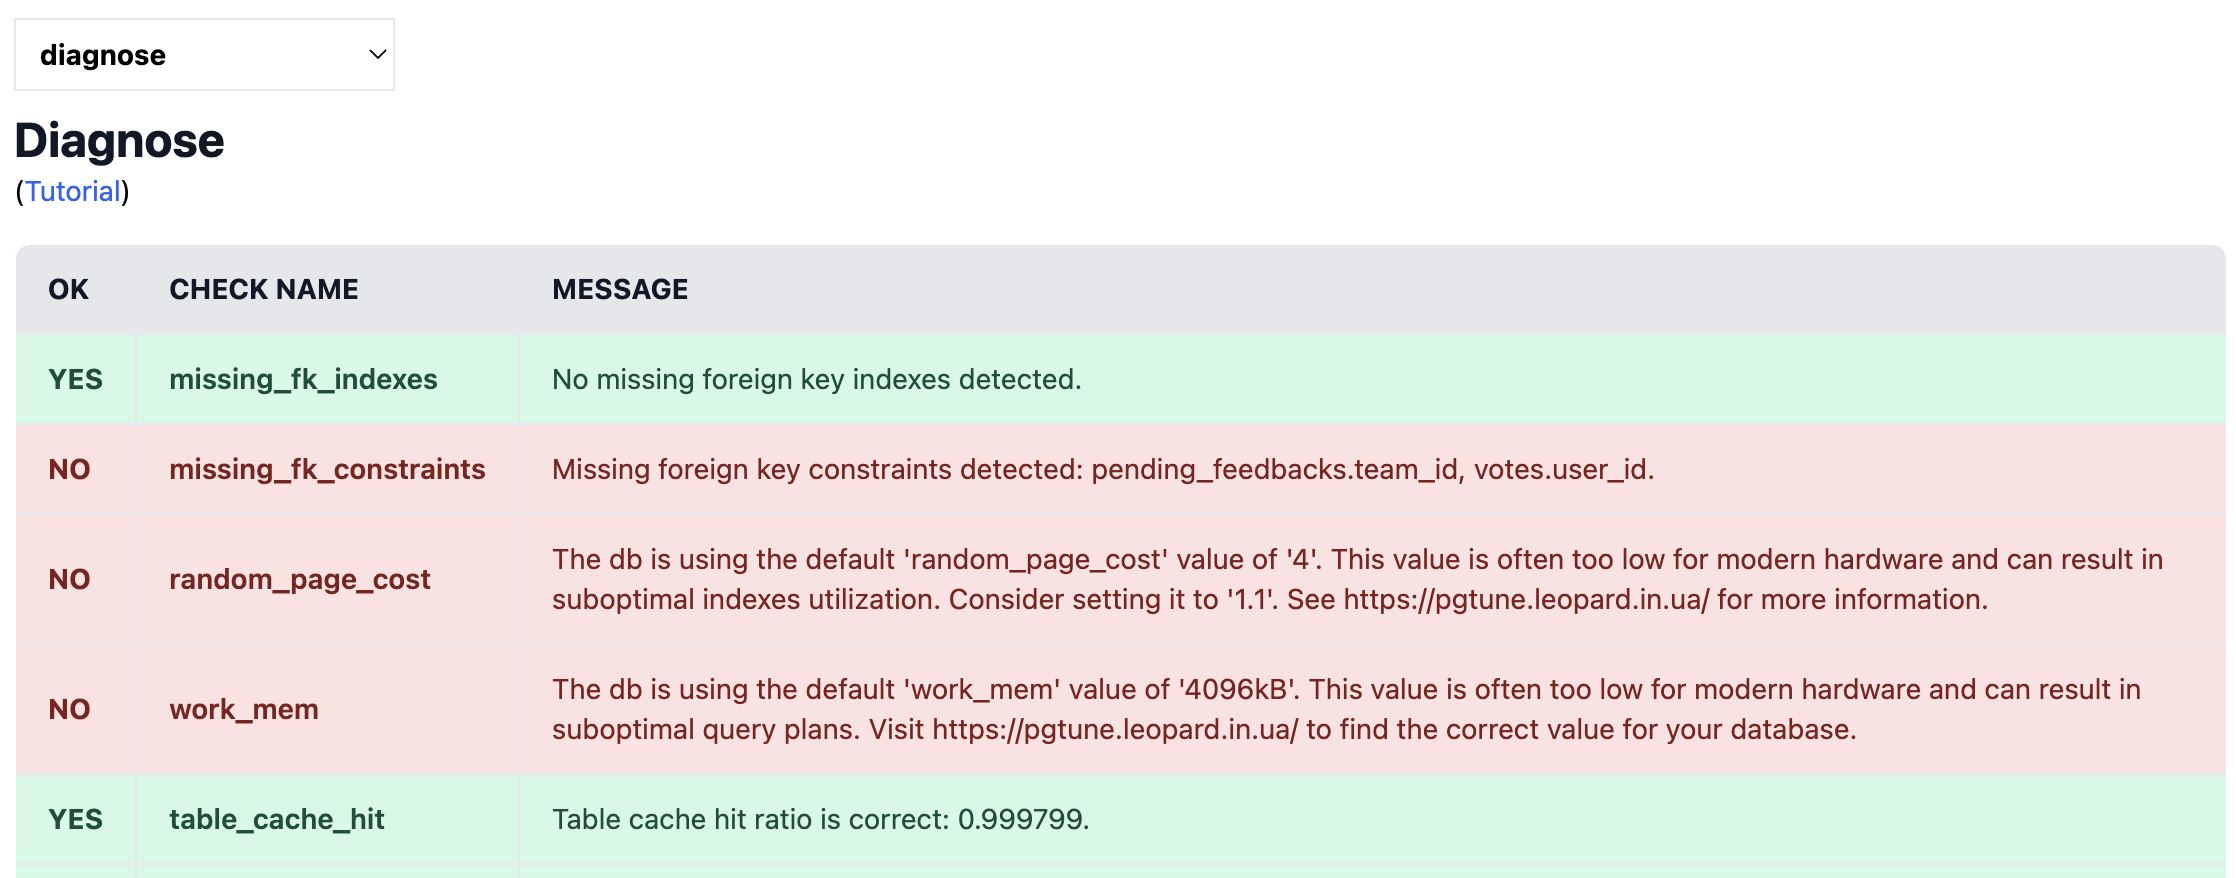 diagnose
Diagnose
(Tutorial)
OK CHECK NAME MESSAGE
YES missing_fk_indexes No missing foreign key indexes detected.
NO missing_fk_constraints Missing foreign key constraints detected: pending_feedbacks.team_id, votes.user_id.
NO random_page_cost The db is using the default 'random_page_cost' value of '4'. This value is often too low for modern hardware and can result in
suboptimal indexes utilization. Consider setting it to '1.1'. See https://pgtune.leopard.in.ua/ for more information.
NO work_mem The db is using the default 'work_mem' value of '4096kB'. This value is often too low for modern hardware and can result in
suboptimal query plans. Visit https://pgtune.leopard.in.ua/ to find the correct value for your database.
YES table_cache_hit Table cache hit ratio is correct: 0.999799.